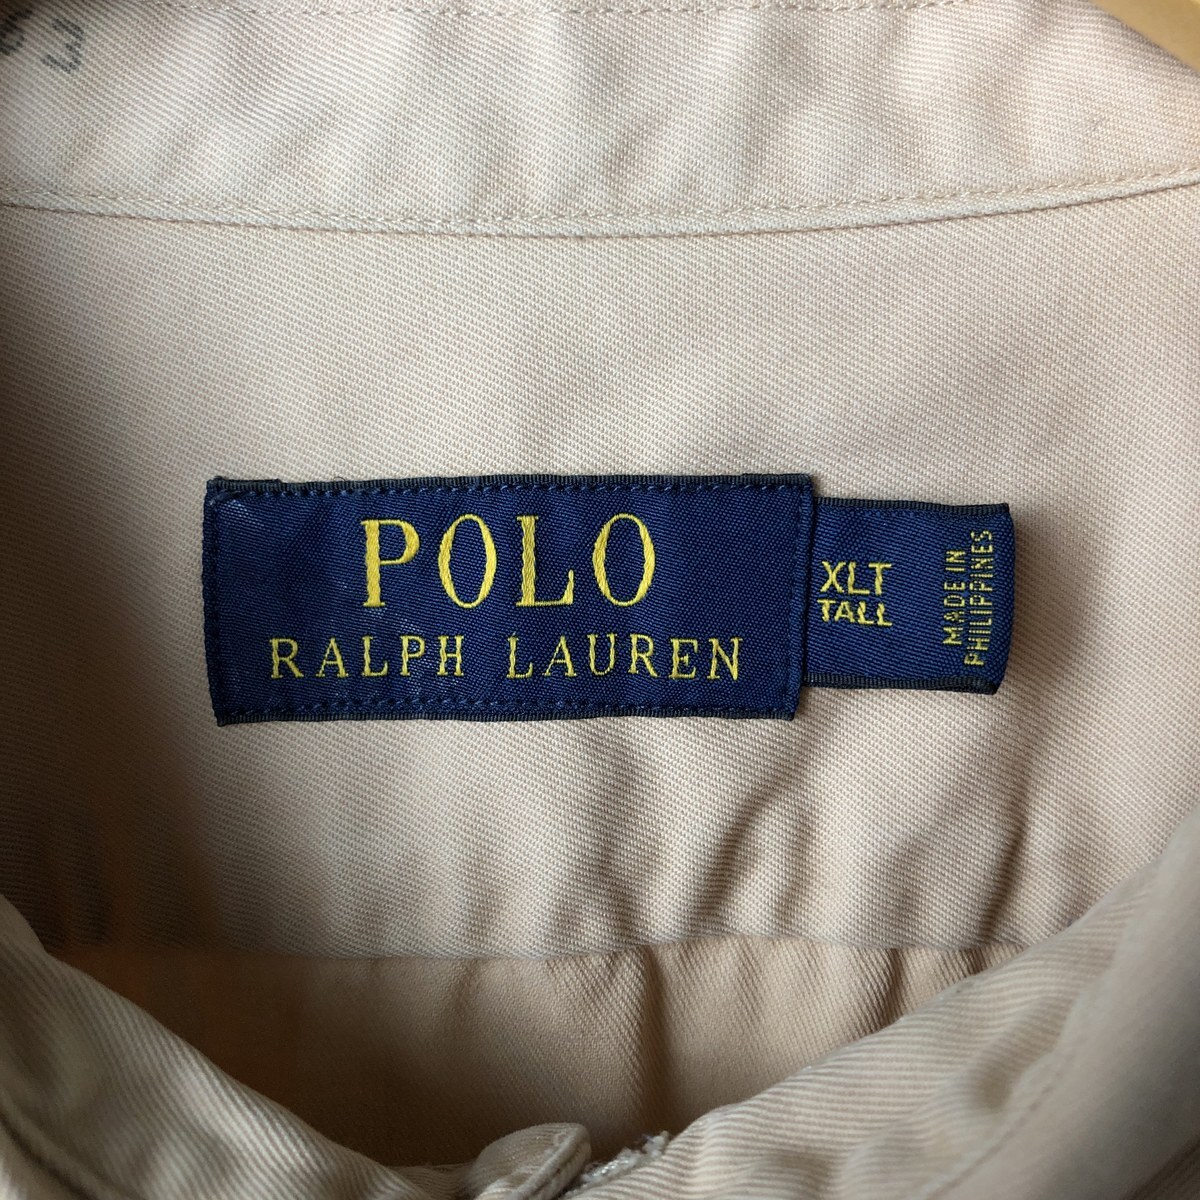 POLO
RALPH LAUREN
XLT
TALL
MADE IN
PHILIPPINES